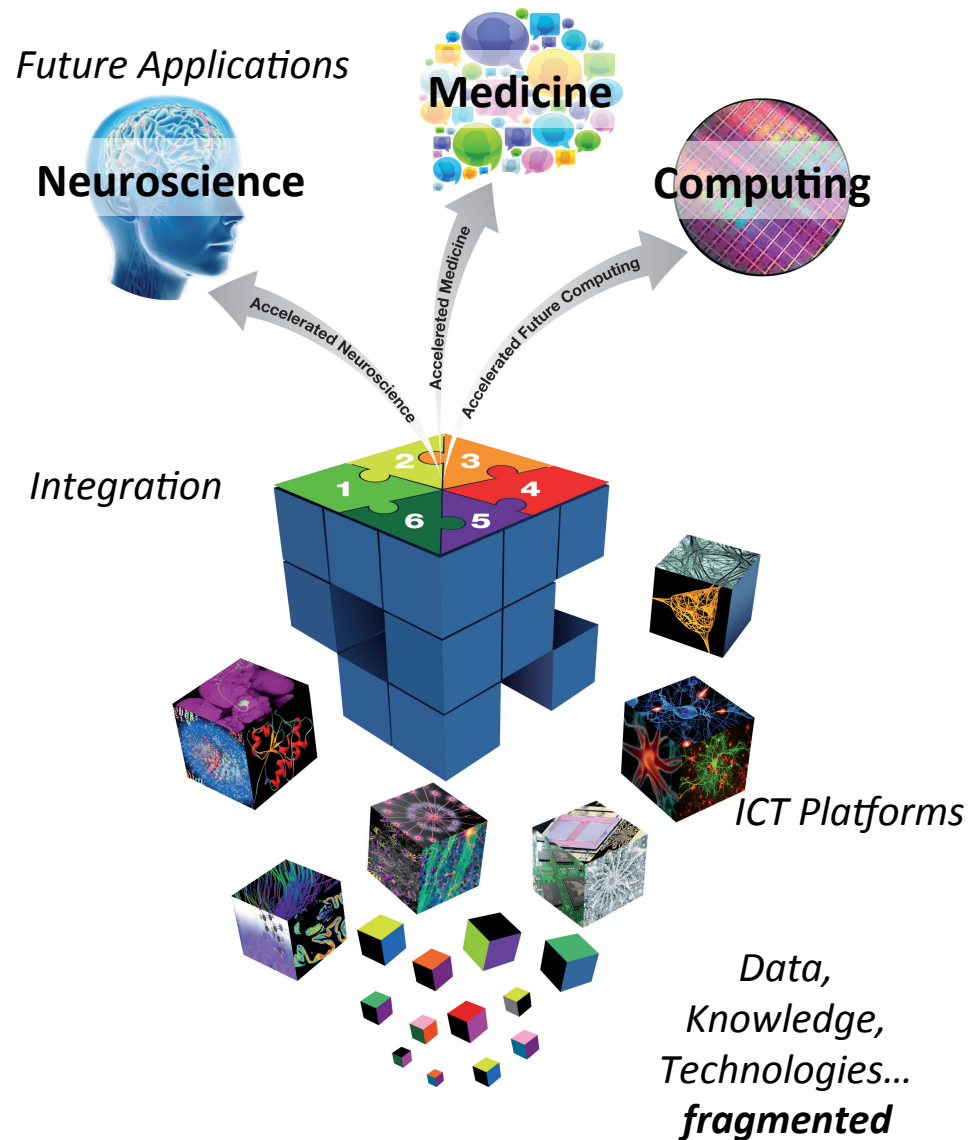 Future Applications
Medicine
Neuroscience
Computing
Accelerated Neuroscience
Accelereted Medicine
Accelerated Future Computing
Integration
2
3
1
4
6
5
ICT Platforms
Data,
Knowledge,
Technologies...
fragmented